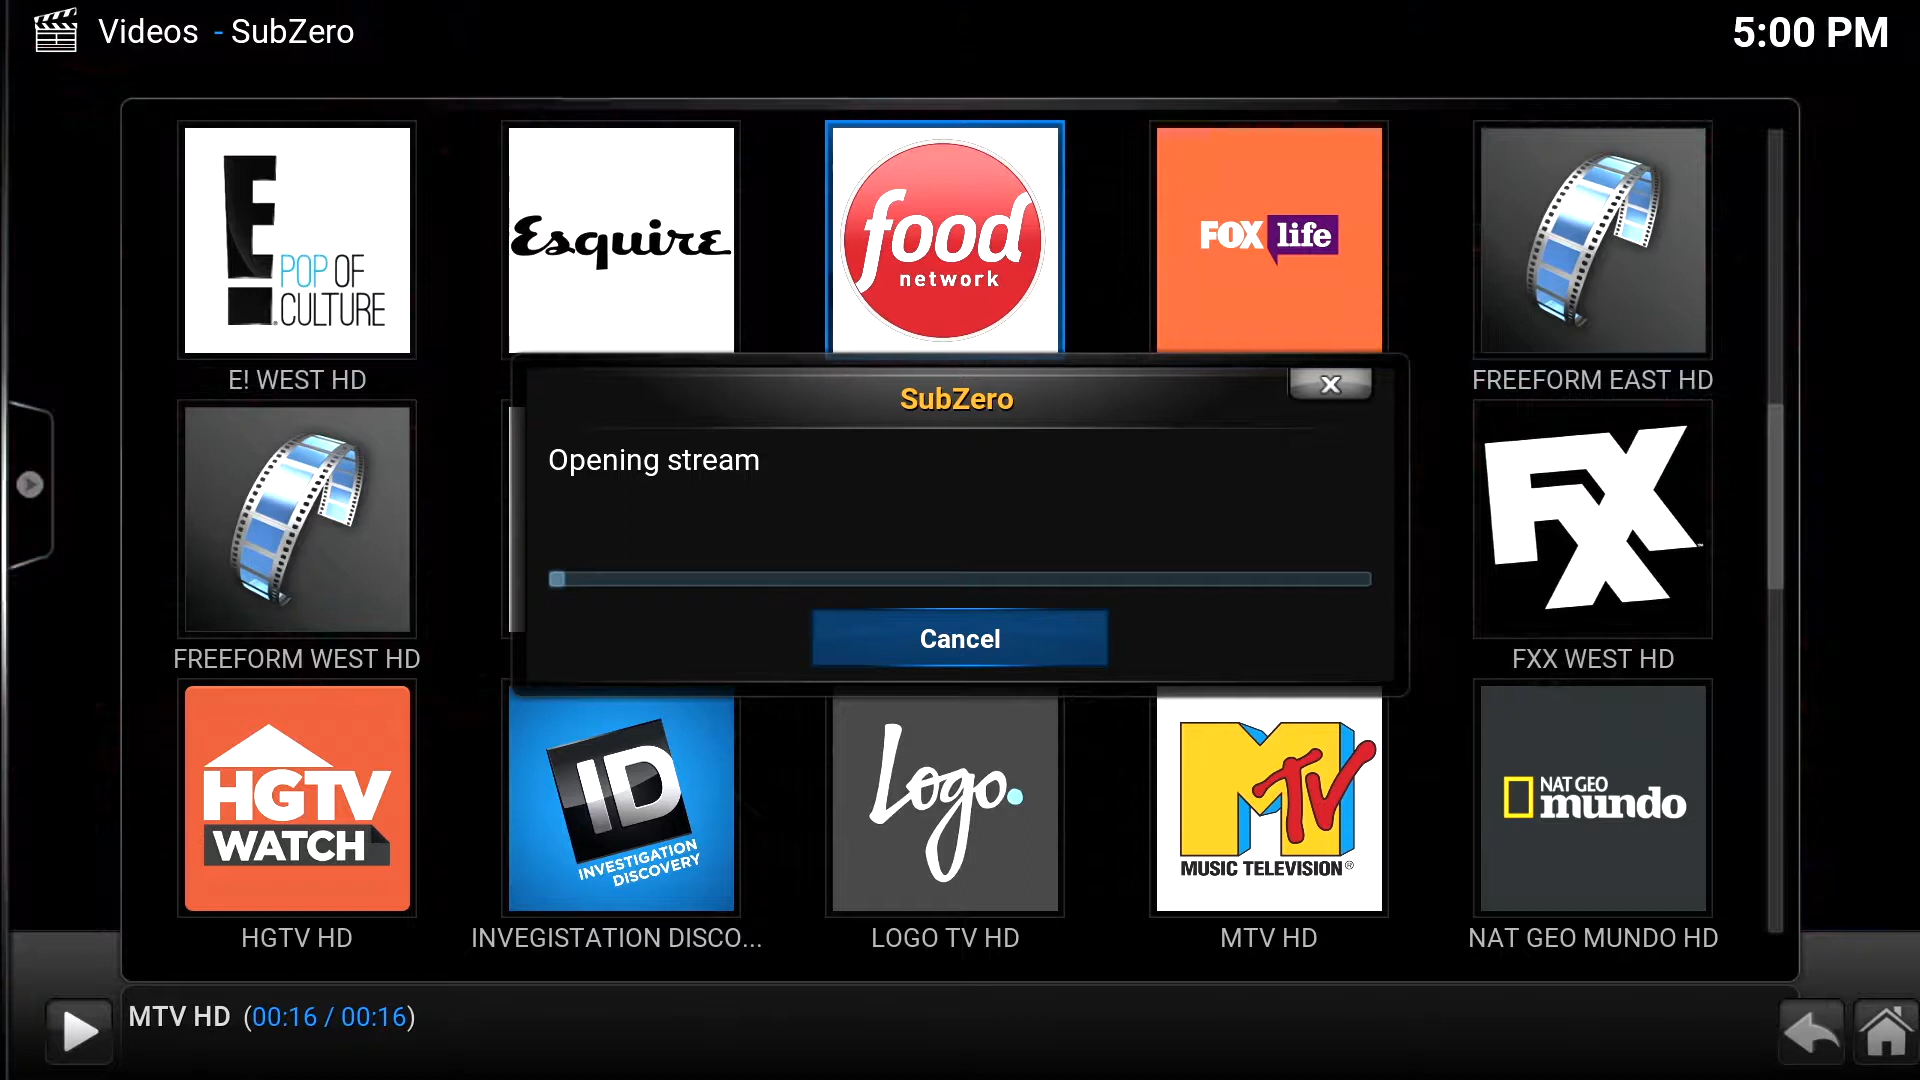 Videos - SubZero
5:00 PM
E!
POP OF
CULTURE
Esquire
food
network
FOX life
E! WEST HD
FREEFORM EAST HD
SubZero
x
Opening stream
Cancel
FXX
FREEFORM WEST HD
FXX WEST HD
HGTV
WATCH
ID
INVESTIGATION
DISCOVERY
Logo.
MTV
MUSIC TELEVISION®
NAT GEO
mundo
HGTV HD
INVEGISTATION DISCO...
LOGO TV HD
MTV HD
NAT GEO MUNDO HD
MTV HD (00:16 / 00:16)